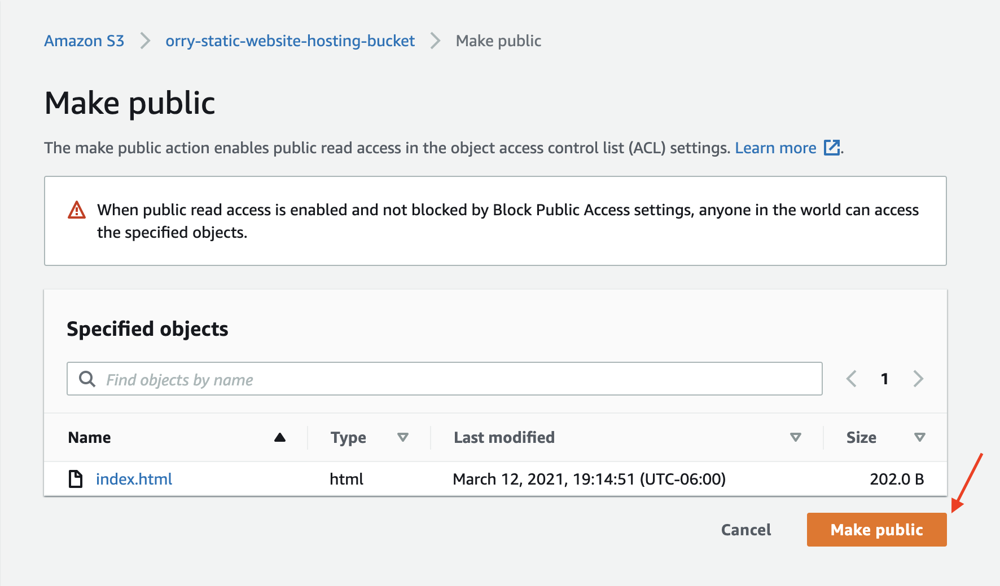 Amazon S3 > orry-static-website-hosting-bucket > Make public
Make public
The make public action enables public read access in the object access control list (ACL) settings. Learn more .
When public read access is enabled and not blocked by Block Public Access settings, anyone in the world can access
the specified objects.
Specified objects
Find objects by name < 1 >
Name Type Last modified Size
index.html html March 12, 2021, 19:14:51 (UTC-06:00) 202.0 B
Cancel Make public